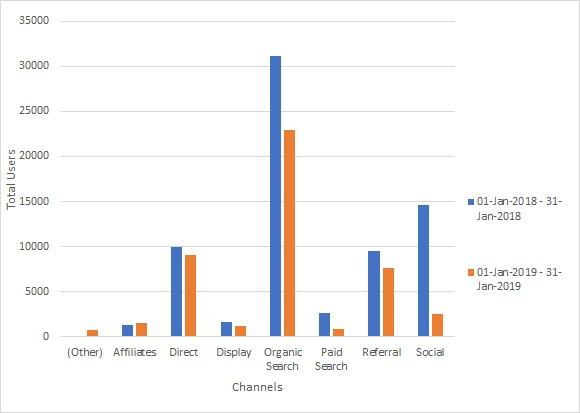 35000
30000
25000
20000
15000
10000
5000
0
Total Users
(Other) Affiliates Direct Display Organic Search Paid Search Referral Social
Channels
01-Jan-2018 - 31-
Jan-2018
01-Jan-2019 - 31-
Jan-2019